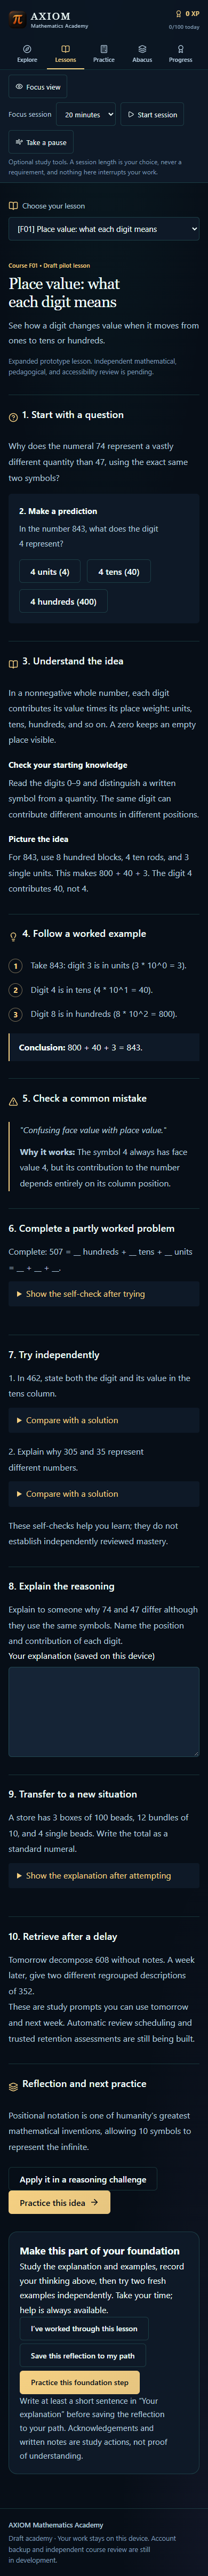 AXIOM
Mathematics Academy
0 XP
0/100 today
Explore
Lessons
Practice
Abacus
Progress
Focus view
Focus session
20 minutes
Start session
Take a pause
Optional study tools. A session length is your choice, never a
requirement, and nothing here interrupts your work.
Choose your lesson
[F01] Place value: what each digit means
Course F01 • Draft pilot lesson
Place value: what
each digit means
See how a digit changes value when it moves from
ones to tens or hundreds.
Expanded prototype lesson. Independent mathematical,
pedagogical, and accessibility review is pending.
1. Start with a question
Why does the numeral 74 represent a vastly
different quantity than 47, using the exact same
two symbols?
2. Make a prediction
In the number 843, what does the digit
4 represent?
4 units (4)
4 tens (40)
4 hundreds (400)
3. Understand the idea
In a nonnegative whole number, each digit
contributes its value times its place weight: units,
tens, hundreds, and so on. A zero keeps an empty
place visible.
Check your starting knowledge
Read the digits 0–9 and distinguish a written
symbol from a quantity. The same digit can
contribute different amounts in different positions.
Picture the idea
For 843, use 8 hundred blocks, 4 ten rods, and 3
single units. This makes 800 + 40 + 3. The digit 4
contributes 40, not 4.
4. Follow a worked example
1 Take 843: digit 3 is in units (3 * 10^0 = 3).
2 Digit 4 is in tens (4 * 10^1 = 40).
3 Digit 8 is in hundreds (8 * 10^2 = 800).
Conclusion: 800 + 40 + 3 = 843.
5. Check a common mistake
"Confusing face value with place value."
Why it works: The symbol 4 always has face
value 4, but its contribution to the number
depends entirely on its column position.
6. Complete a partly worked problem
Complete: 507 = __ hundreds + __ tens + __ units
= __ + __ + __.
Show the self-check after trying
7. Try independently
1. In 462, state both the digit and its value in the
tens column.
Compare with a solution
2. Explain why 305 and 35 represent
different numbers.
Compare with a solution
These self-checks help you learn; they do not
establish independently reviewed mastery.
8. Explain the reasoning
Explain to someone why 74 and 47 differ although
they use the same symbols. Name the position
and contribution of each digit.
Your explanation (saved on this device)
9. Transfer to a new situation
A store has 3 boxes of 100 beads, 12 bundles of
10, and 4 single beads. Write the total as a
standard numeral.
Show the explanation after attempting
10. Retrieve after a delay
Tomorrow decompose 608 without notes. A week
later, give two different regrouped descriptions
of 352.
These are study prompts you can use tomorrow
and next week. Automatic review scheduling and
trusted retention assessments are still being built.
Reflection and next practice
Positional notation is one of humanity's greatest
mathematical inventions, allowing 10 symbols to
represent the infinite.
Apply it in a reasoning challenge
Practice this idea
Make this part of your foundation
Study the explanation and examples, record
your thinking above, then try two fresh
examples independently. Take your time;
help is always available.
I've worked through this lesson
Save this reflection to my path
Practice this foundation step
Write at least a short sentence in "Your
explanation" before saving the reflection
to your path. Acknowledgements and
written notes are study actions, not proof
of understanding.
AXIOM Mathematics Academy
Draft academy · Your work stays on this device. Account
backup and independent course review are still
in development.